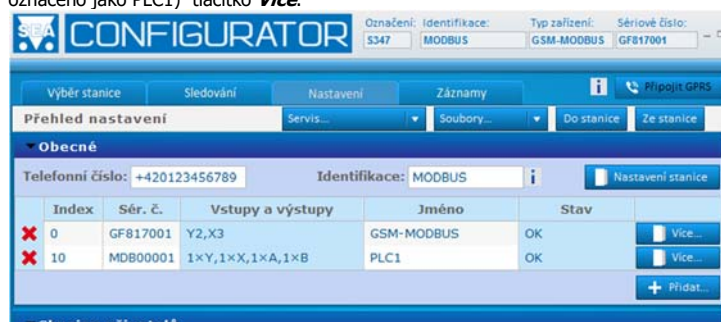 označeno jako PLC1) tlačítko Více.
SEA CONFIGURATOR
Označení: Identifikace: Typ zařízení: Sériové číslo:
S347 MODBUS GSM-MODBUS GF817001
Výběr stanice Sledování Nastavení Záznamy i Připojit GPRS
Přehled nastavení Servis... Soubory... Do stanice Ze stanice
Obecné
Telefonní číslo: +420123456789 Identifikace: MODBUS i Nastavení stanice
Index Sér. č. Vstupy a výstupy Jméno Stav
0 GF817001 Y2,X3 GSM-MODBUS OK Více...
10 MDB00001 1×Y,1×X,1×A,1×B PLC1 OK Více...
+ Přidat...